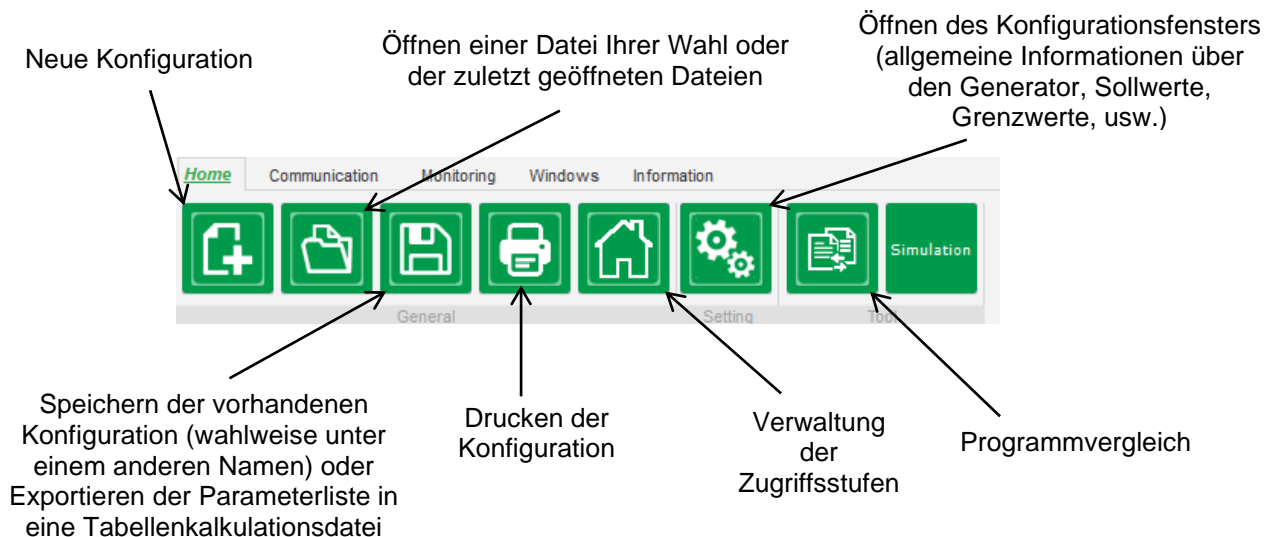 Neue Konfiguration
Öffnen einer Datei Ihrer Wahl oder
der zuletzt geöffneten Dateien
Öffnen des Konfigurationsfensters
(allgemeine Informationen über
den Generator, Sollwerte,
Grenzwerte, usw.)
Home Communication Monitoring Windows Information
Simulation
General Setting Tool
Speichern der vorhandenen
Konfiguration (wahlweise unter
einem anderen Namen) oder
Exportieren der Parameterliste in
eine Tabellenkalkulationsdatei
Drucken der
Konfiguration
Verwaltung
der
Zugriffsstufen
Programmvergleich